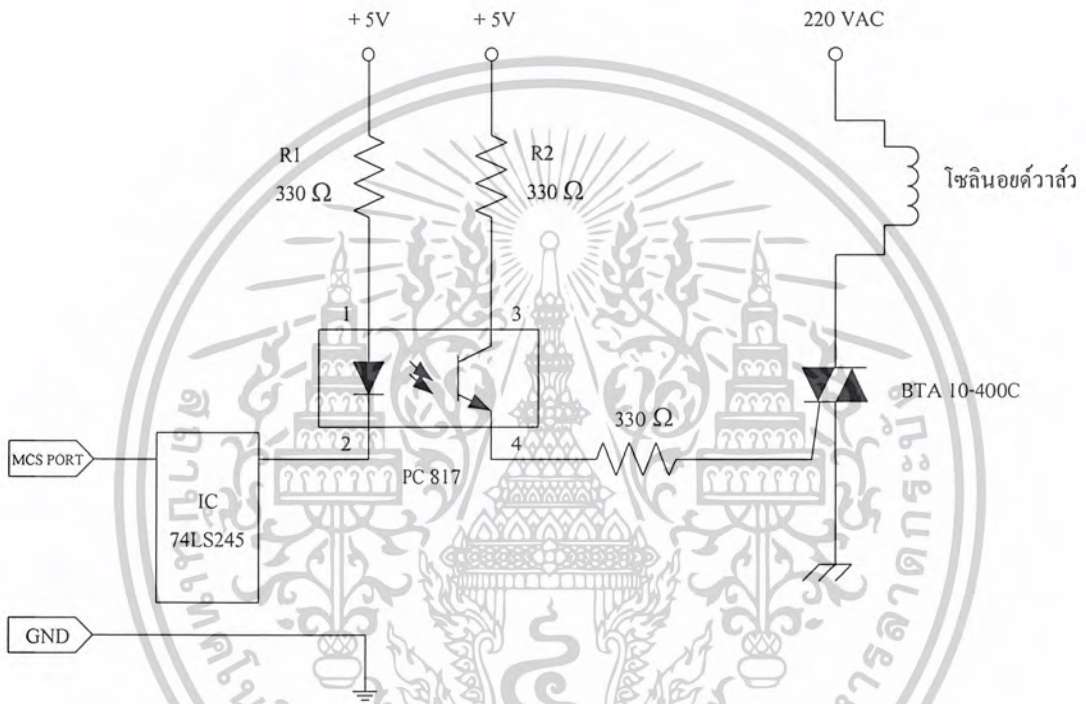 + 5V
+ 5V
220 VAC
R1
330 Ω
R2
330 Ω
โซลินอยด์วาล์ว
1
3
BTA 10-400C
2
4
330 Ω
PC 817
MCS PORT
IC
74LS245
GND